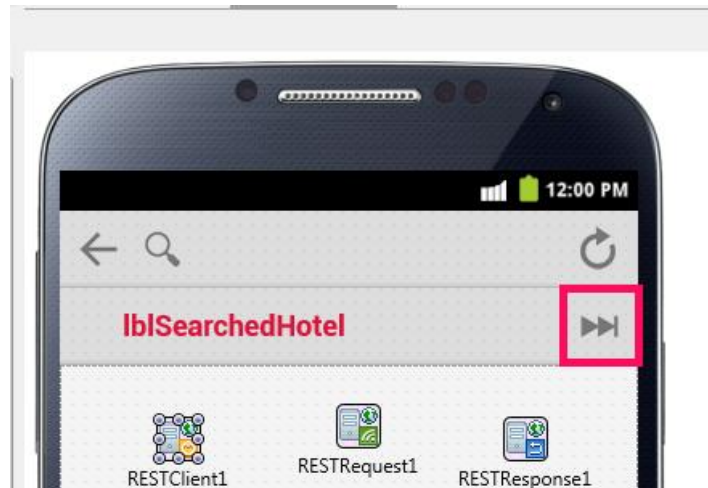 12:00 PM
lblSearchedHotel
RESTClient1
RESTRequest1
RESTResponse1